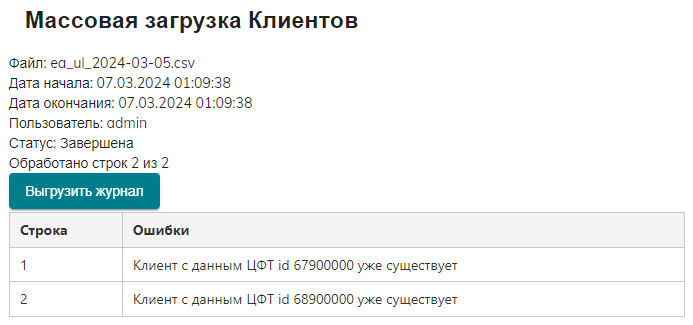 Массовая загрузка Клиентов
Файл: ea_ul_2024-03-05.csv
Дата начала: 07.03.2024 01:09:38
Дата окончания: 07.03.2024 01:09:38
Пользователь: admin
Статус: Завершена
Обработано строк 2 из 2
Выгрузить журнал
Строка Ошибки
1 Клиент с данным ЦФТ id 67900000 уже существует
2 Клиент с данным ЦФТ id 68900000 уже существует